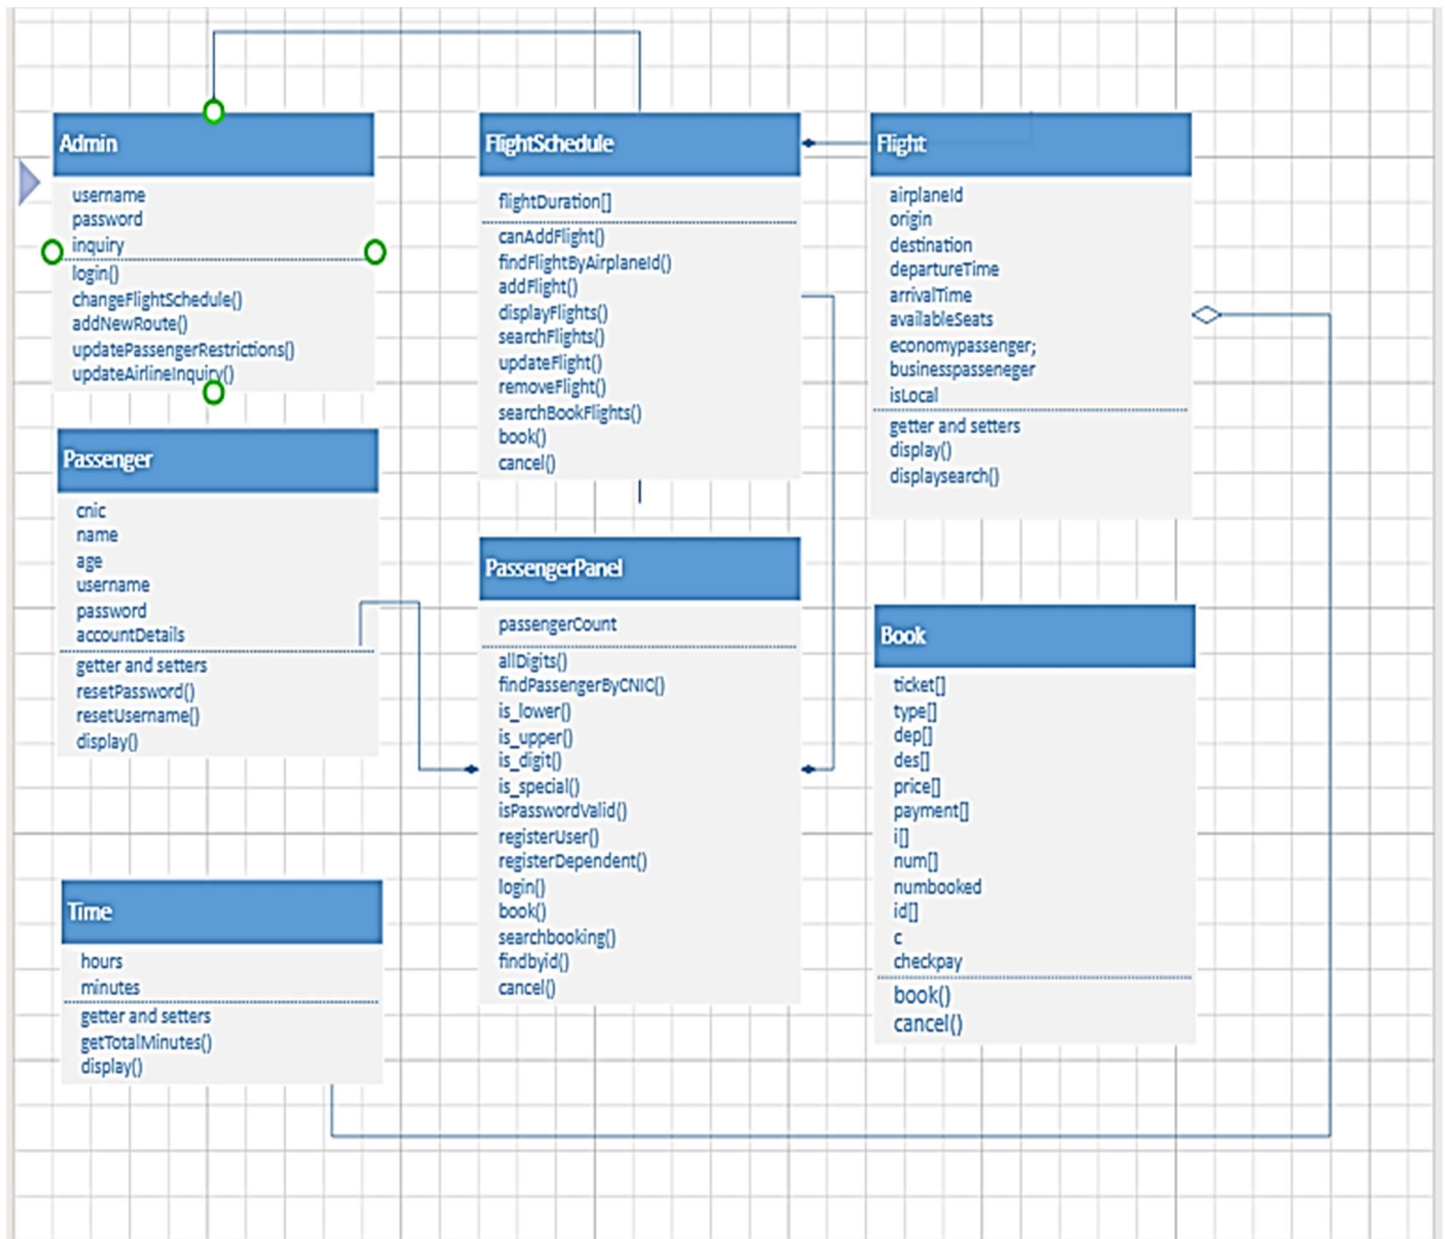 Admin
username
password
inquiry
login()
changeFlightSchedule()
addNewRoute()
updatePassengerRestrictions()
updateAirlineInquiry()
FlightSchedule
flightDuration[]
canAddFlight()
findFlightByAirplaneId()
addFlight()
displayFlights()
searchFlights()
updateFlight()
removeFlight()
searchBookFlights()
book()
cancel()
Flight
airplaneId
origin
destination
departureTime
arrivalTime
availableSeats
economypassenger;
businesspasseneger
isLocal
getter and setters
display()
displaysearch()
Passenger
cnic
name
age
username
password
accountDetails
getter and setters
resetPassword()
resetUsername()
display()
PassengerPanel
passengerCount
allDigits()
findPassengerByCNIC()
is_lower()
is_upper()
is_digit()
is_special()
isPasswordValid()
registerUser()
registerDependent()
login()
book()
searchbooking()
findbyid()
cancel()
Book
ticket[]
type[]
dep[]
des[]
price[]
payment[]
i[]
num[]
numbooked
id[]
c
checkpay
book()
cancel()
Time
hours
minutes
getter and setters
getTotalMinutes()
display()